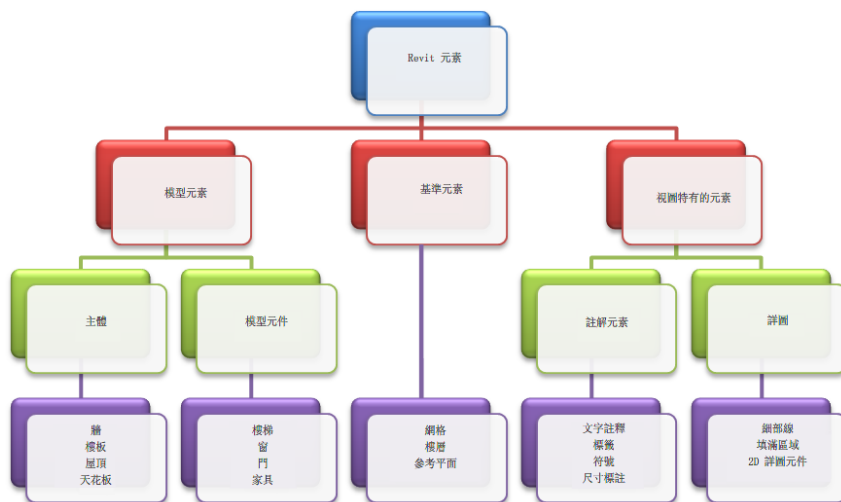 Revit 元素
模型元素
基準元素
視圖特有的元素
主體
模型元件
註解元素
詳圖
牆
樓板
屋頂
天花板
樓梯
窗
門
家具
網格
樓層
參考平面
文字註釋
標籤
符號
尺寸標註
細部線
填滿區域
2D 詳圖元件